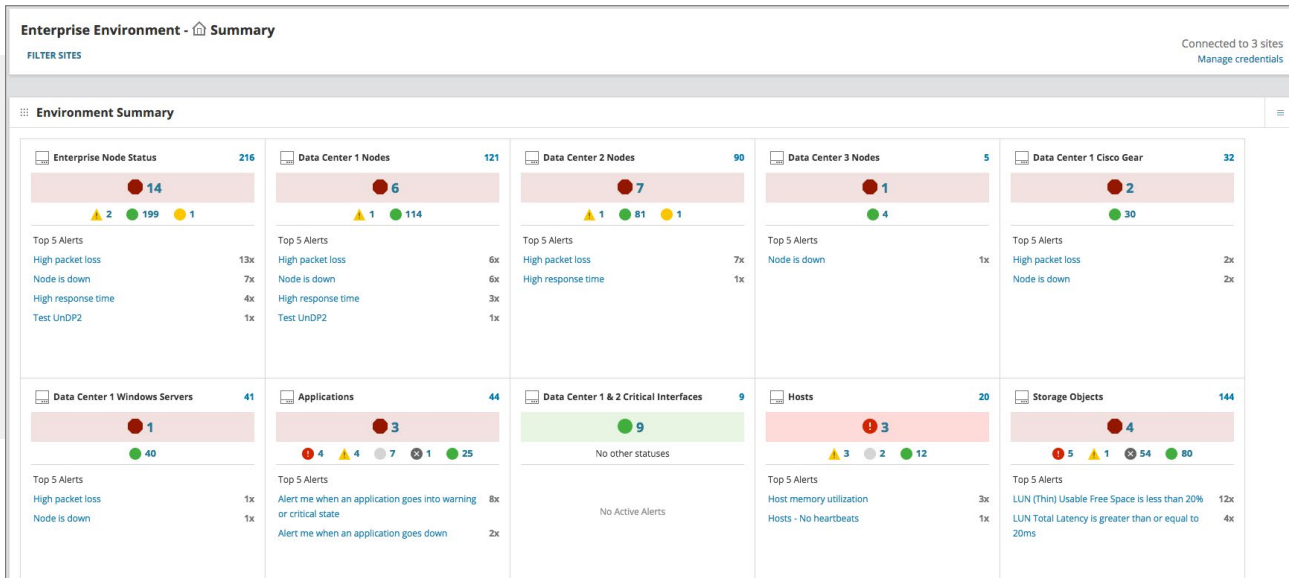 Enterprise Environment - Summary
FILTER SITES
Connected to 3 sites
Manage credentials
Environment Summary
Enterprise Node Status 216
14
2 199 1
Top 5 Alerts
High packet loss 13x
Node is down 7x
High response time 4x
Test UnDP2 1x
Data Center 1 Nodes 121
6
1 114
Top 5 Alerts
High packet loss 6x
Node is down 6x
High response time 3x
Test UnDP2 1x
Data Center 2 Nodes 90
7
1 81 1
Top 5 Alerts
High packet loss 7x
High response time 1x
Data Center 3 Nodes 5
1
4
Top 5 Alerts
Node is down 1x
Data Center 1 Cisco Gear 32
2
30
Top 5 Alerts
High packet loss 2x
Node is down 2x
Data Center 1 Windows Servers 41
1
40
Top 5 Alerts
High packet loss 1x
Node is down 1x
Applications 44
3
4 4 7 1 25
Top 5 Alerts
Alert me when an application goes into warning 8x
or critical state
Alert me when an application goes down 2x
Data Center 1 & 2 Critical Interfaces 9
9
No other statuses
No Active Alerts
Hosts 20
3
3 2 12
Top 5 Alerts
Host memory utilization 3x
Hosts - No heartbeats 1x
Storage Objects 144
4
5 1 54 80
Top 5 Alerts
LUN (Thin) Usable Free Space is less than 20% 12x
LUN Total Latency is greater than or equal to 4x
20ms